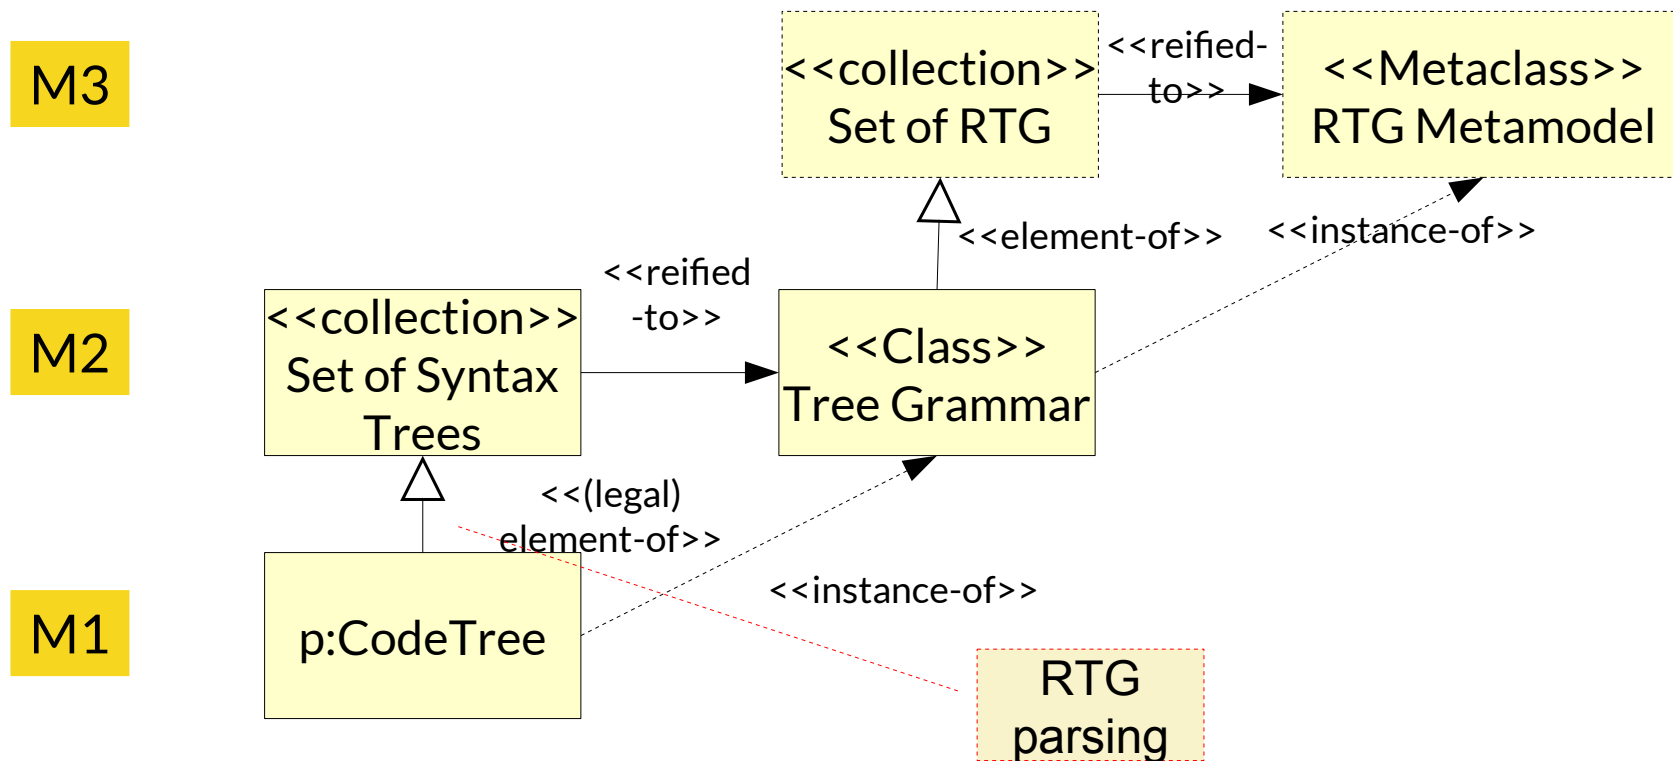 M3
<<collection>>
Set of RTG
<<reified-
to>>
<<Metaclass>>
RTG Metamodel
<<element-of>>
<<instance-of>>
M2
<<collection>>
Set of Syntax
Trees
<<reified
-to>>
<<Class>>
Tree Grammar
<<(legal)
element-of>>
<<instance-of>>
M1
p:CodeTree
RTG
parsing